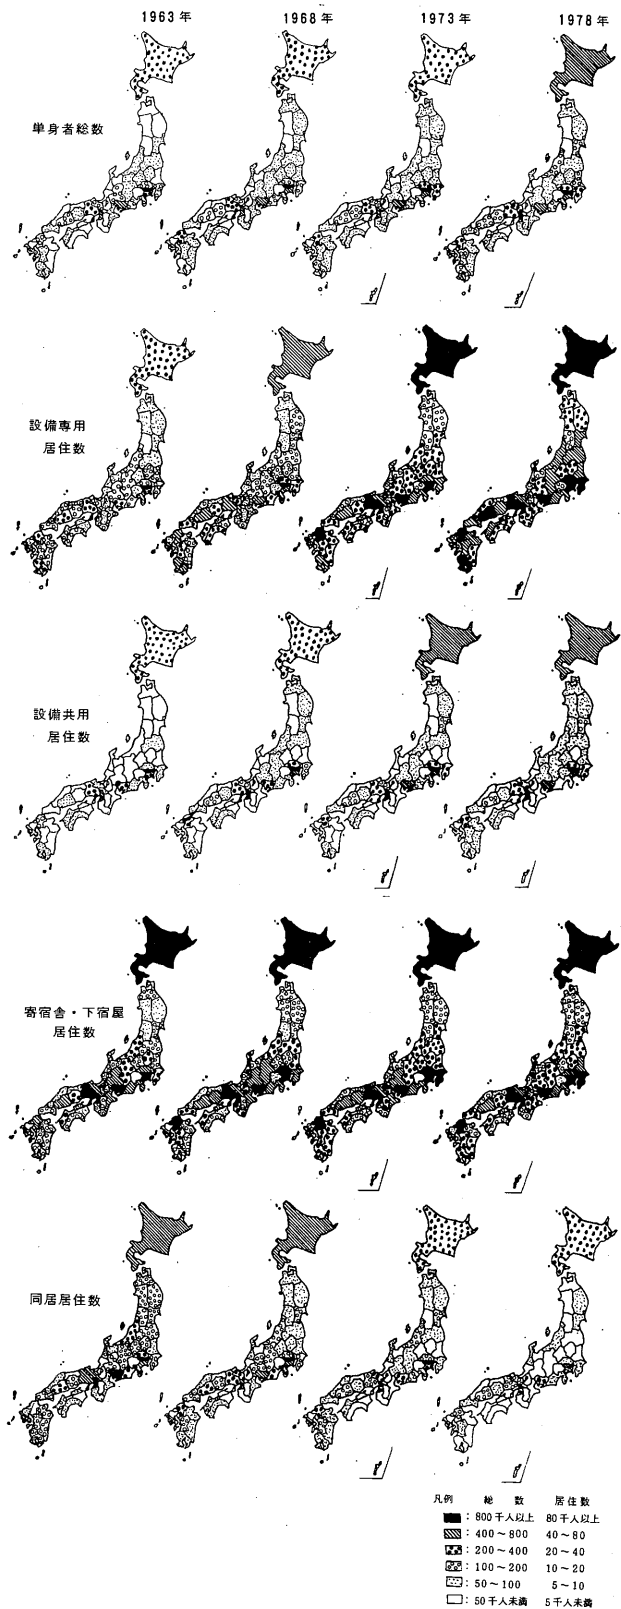 1963年
1968年
1973年
1978年
単身者総数
設備専用
居住数
設備共用
居住数
寄宿舎・下宿屋
居住数
同居居住数
凡例 総数 居住数
: 800千人以上 80千人以上
: 400～800 40～80
: 200～400 20～40
: 100～200 10～20
: 50～100 5～10
: 50千人未満 5千人未満